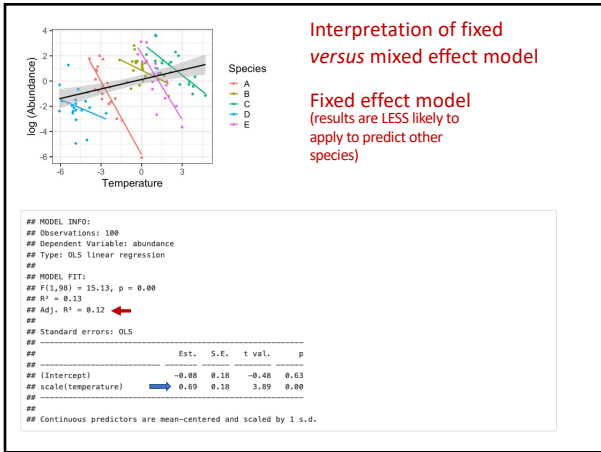 Interpretation of fixed
versus mixed effect model
Fixed effect model
(results are LESS likely to
apply to predict other
species)
4
2
0
-2
-4
-6
log (Abundance)
-6
-3
0
3
Temperature
Species
A
B
C
D
E
## MODEL INFO:
## Observations: 100
## Dependent Variable: abundance
## Type: OLS linear regression
##
## MODEL FIT:
## F(1,98) = 15.13, p = 0.00
## R² = 0.13
## Adj. R² = 0.12
##
## Standard errors: OLS
## ------------------------------------------------------
## Est. S.E. t val. p
## ----------------------- ------- ------ -------- ------
## (Intercept) -0.08 0.18 -0.48 0.63
## scale(temperature) 0.69 0.18 3.89 0.00
## ------------------------------------------------------
##
## Continuous predictors are mean-centered and scaled by 1 s.d.